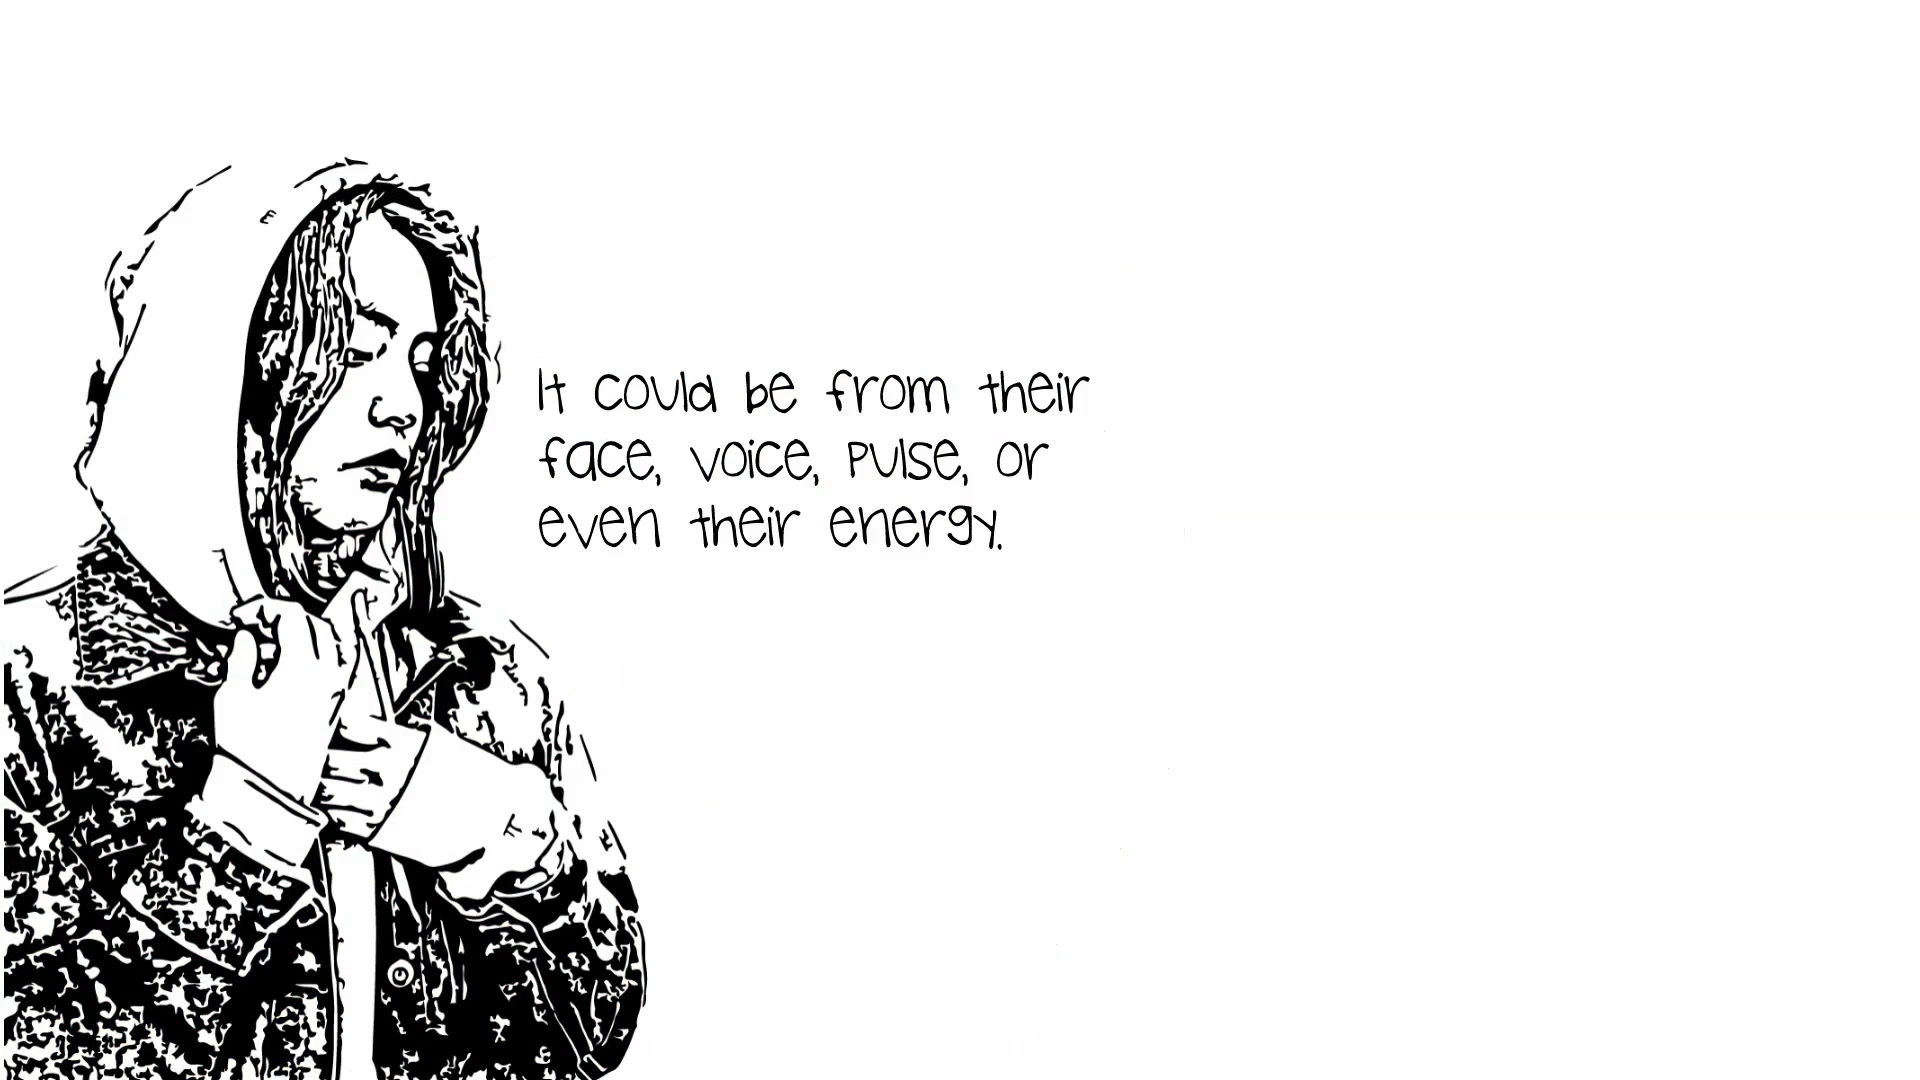 It could be from their
face, voice, pulse, or
even their energy.